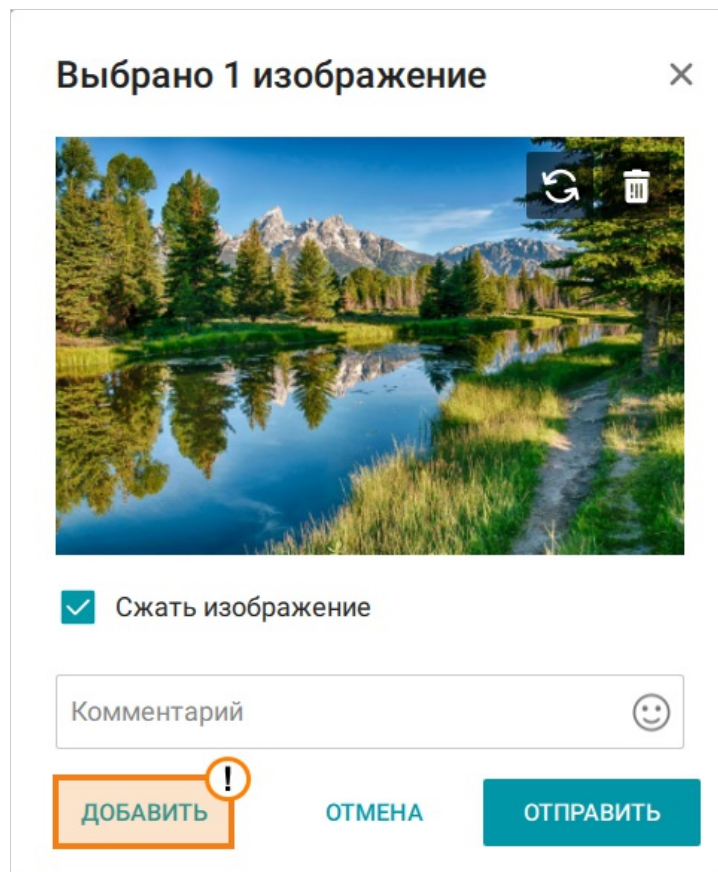 Выбрано 1 изображение
Сжать изображение
Комментарий
!
ДОБАВИТЬ ОТМЕНА ОТПРАВИТЬ